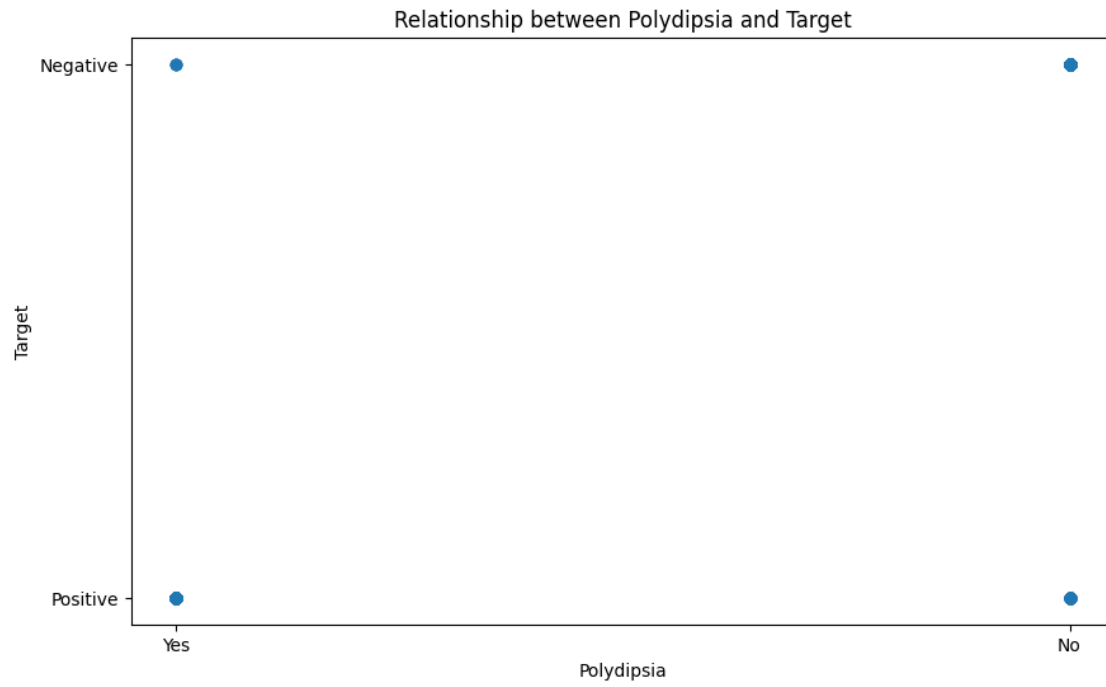 Relationship between Polydipsia and Target
Negative
Target
Positive
Yes
No
Polydipsia